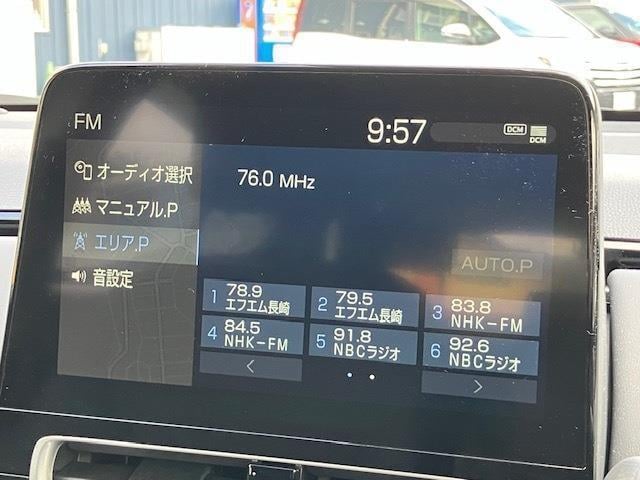 FM
9:57
DCM
DCM
オーディオ選択
マニュアル.P
エリア.P
音設定
76.0 MHz
AUTO.P
1 78.9 エフエム長崎
2 79.5 エフエム長崎
3 83.8 NHK-FM
4 84.5 NHK-FM
5 91.8 NBCラジオ
6 92.6 NBCラジオ